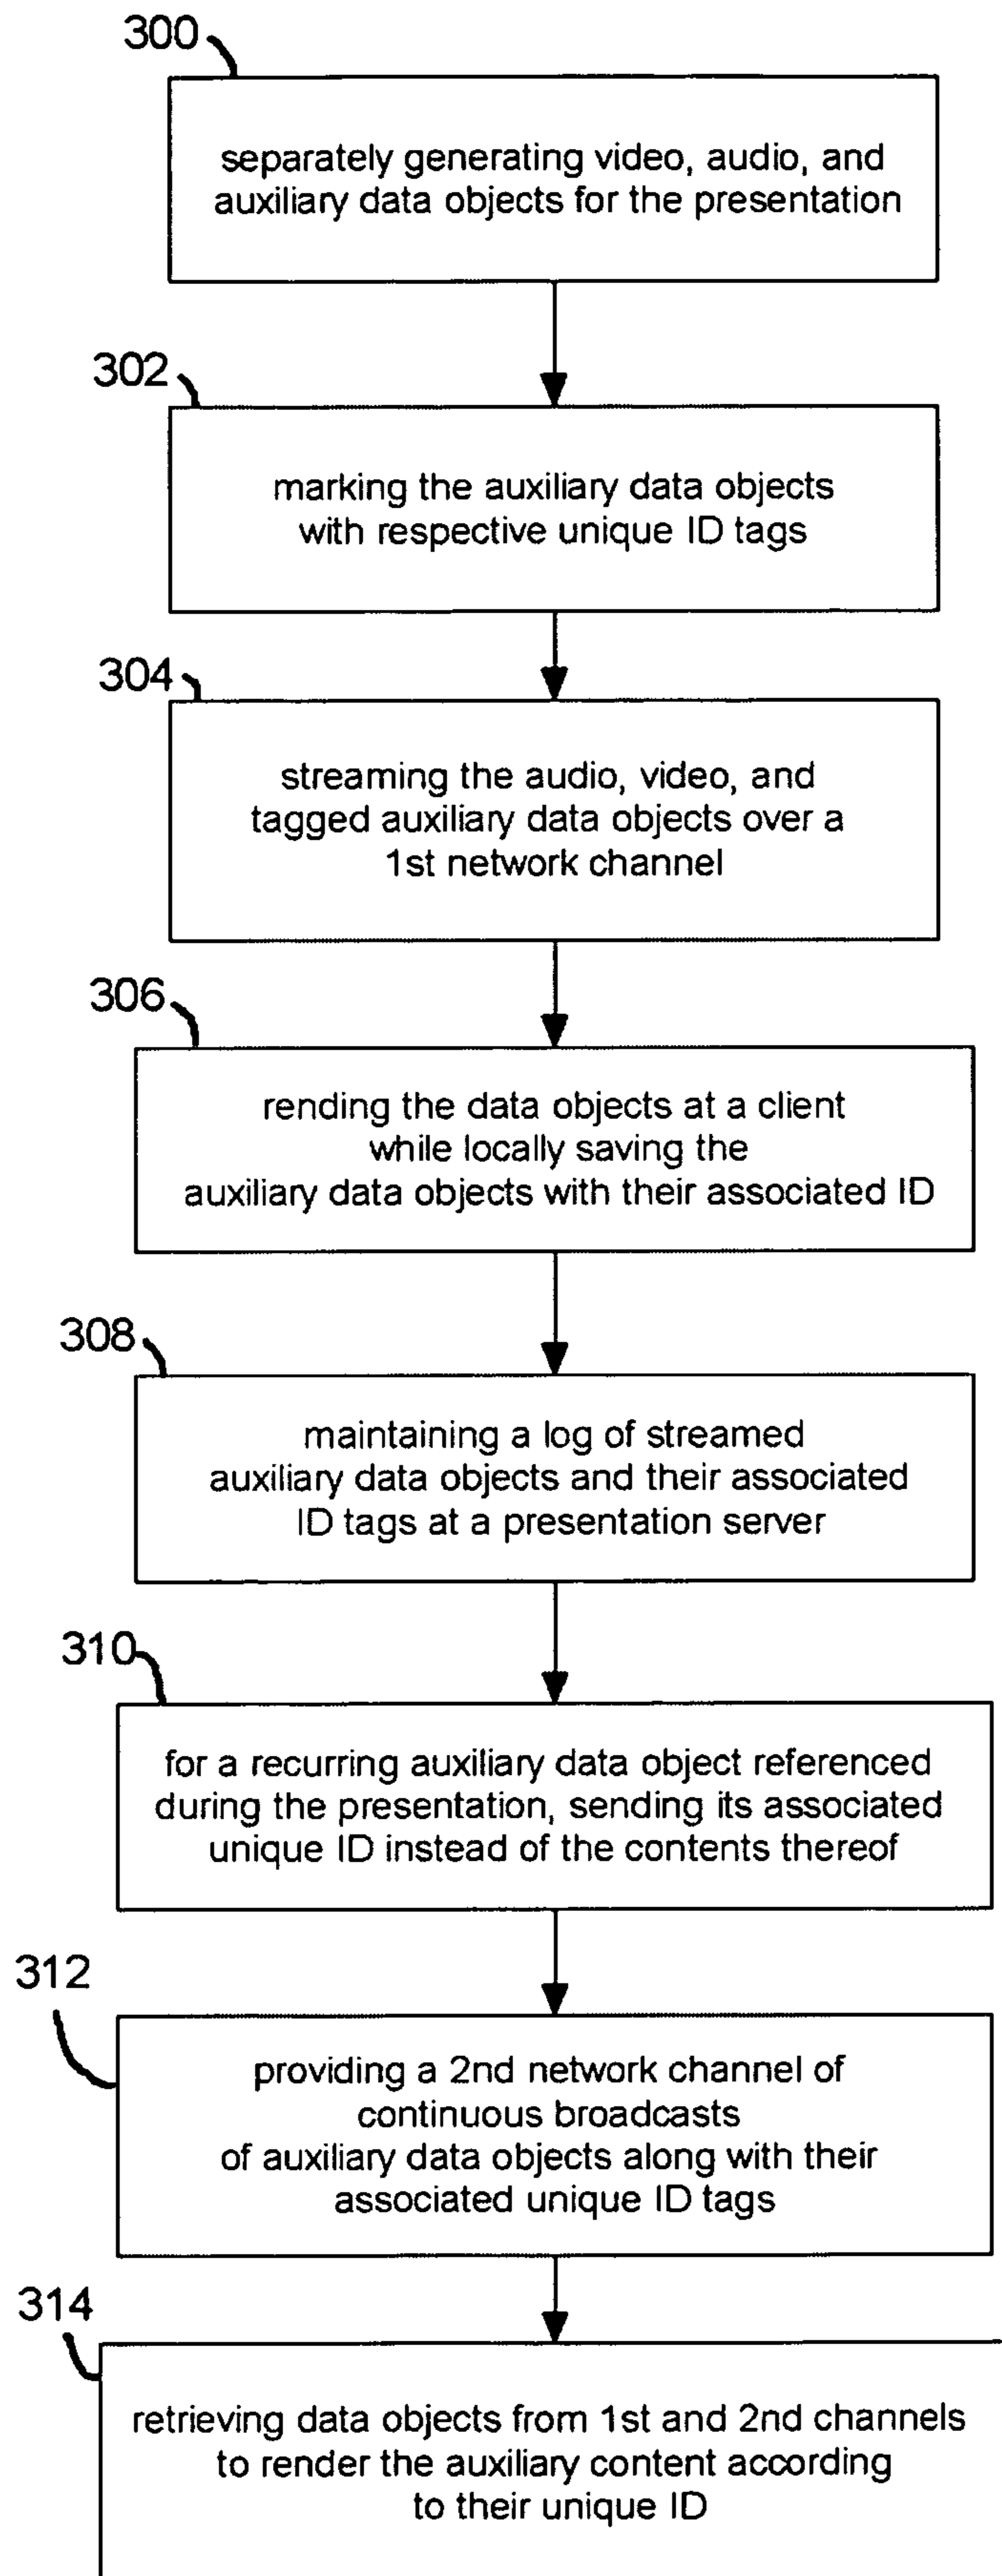 300
separately generating video, audio, and
auxiliary data objects for the presentation
302
marking the auxiliary data objects
with respective unique ID tags
304
streaming the audio, video, and
tagged auxiliary data objects over a
1st network channel
306
rending the data objects at a client
while locally saving the
auxiliary data objects with their associated ID
308
maintaining a log of streamed
auxiliary data objects and their associated
ID tags at a presentation server
310
for a recurring auxiliary data object referenced
during the presentation, sending its associated
unique ID instead of the contents thereof
312
providing a 2nd network channel of
continuous broadcasts
of auxiliary data objects along with their
associated unique ID tags
314
retrieving data objects from 1st and 2nd channels
to render the auxiliary content according
to their unique ID